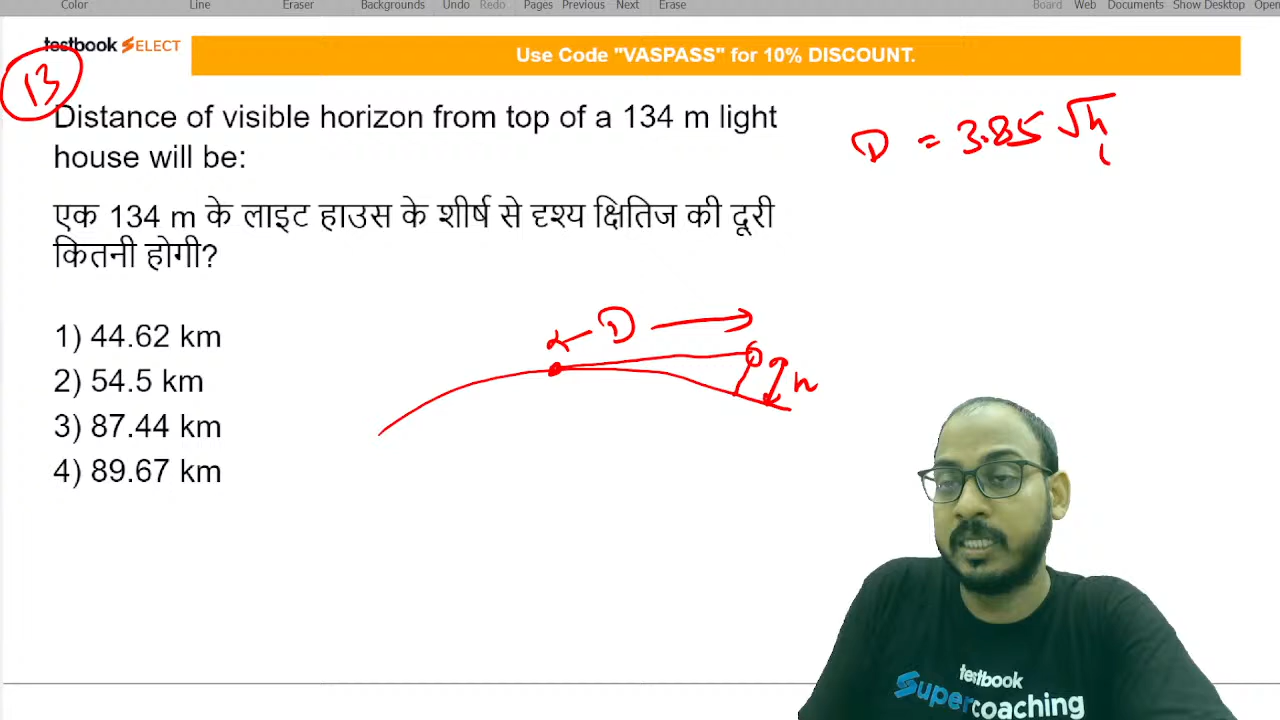 Color Line Eraser Backgrounds Undo Redo Pages Previous Next Erase Board Web Documents Show Desktop Open
testbook SELECT
Use Code "VASPASS" for 10% DISCOUNT.
13
Distance of visible horizon from top of a 134 m light
house will be:
D = 3.85 √h
एक 134 m के लाइट हाउस के शीर्ष से दृश्य क्षितिज की दूरी
कितनी होगी?
D
h
1) 44.62 km
2) 54.5 km
3) 87.44 km
4) 89.67 km
testbook
Supercoaching